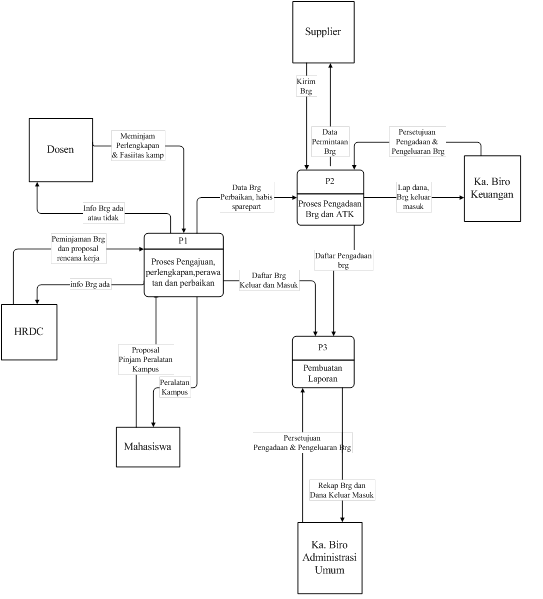 Supplier
Kirim
Brg
Data
Permintaan
Brg
Persetujuan
Pengadaan &
Pengeluaran Brg
Dosen
Meminjam
Perlengkapan
& Fasiitas kamp
P2
Proses Pengadaan
Brg dan ATK
Data Brg
Perbaikan, habis
sparepart
Lap dana,
Brg keluar
masuk
Ka. Biro
Keuangan
Info Brg ada
atau tidak
P1
Proses Pengajuan,
perlengkapan,perawa
tan dan perbaikan
Peminjaman Brg
dan proposal
rencana kerja
info Brg ada
HRDC
Daftar Brg
Keluar dan Masuk
Daftar Pengadaan
brg
P3
Pembuatan
Laporan
Proposal
Pinjam Peralatan
Kampus
Peralatan
Kampus
Mahasiswa
Persetujuan
Pengadaan & Pengeluaran Brg
Rekap Brg dan
Dana Keluar Masuk
Ka. Biro
Administrasi
Umum